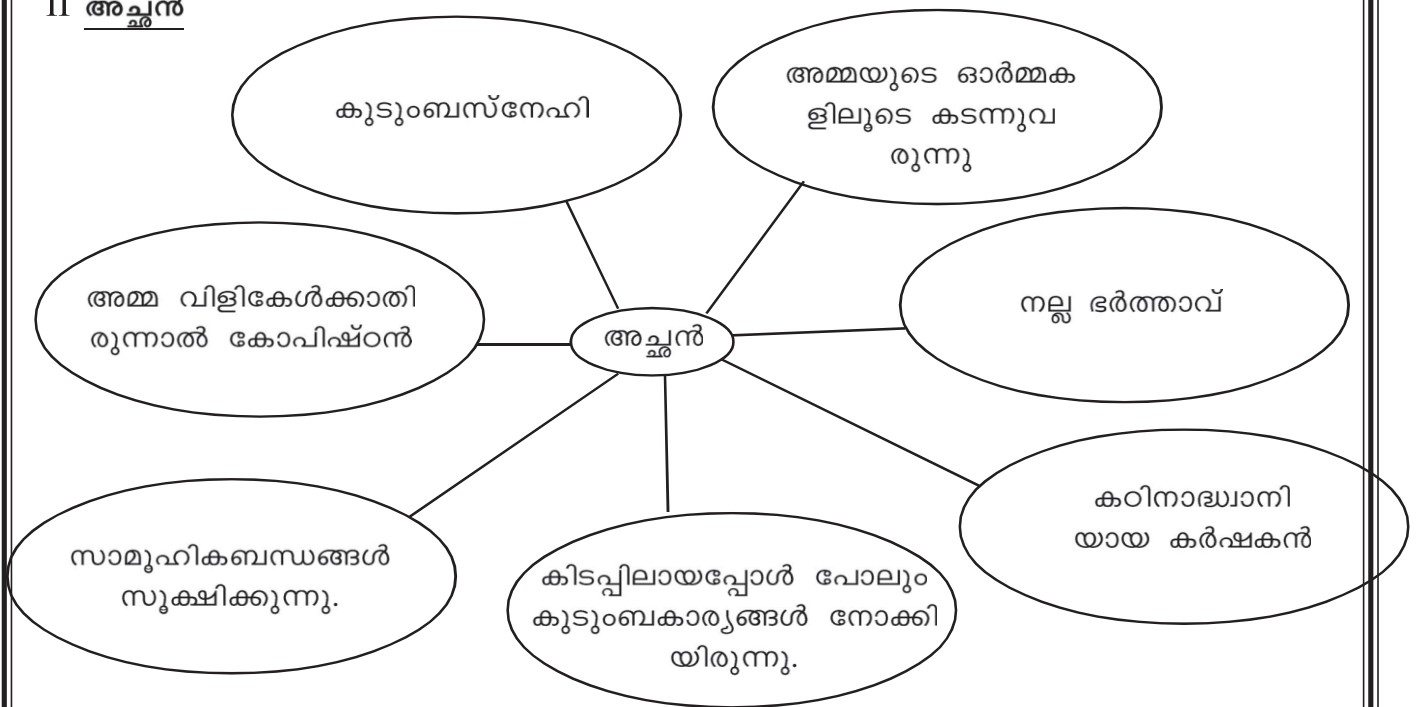 II അച്ഛൻ
കുടുംബസ്നേഹി
അമ്മയുടെ ഓർമ്മക
ളിലൂടെ കടന്നുവ
രുന്നു
അമ്മ വിളികേൾക്കാതി
രുന്നാൽ കോപിഷ്ഠൻ
അച്ഛൻ
നല്ല ഭർത്താവ്
സാമൂഹികബന്ധങ്ങൾ
സൂക്ഷിക്കുന്നു.
കിടപ്പിലായപ്പോൾ പോലും
കുടുംബകാര്യങ്ങൾ നോക്കി
യിരുന്നു.
കഠിനാദ്ധ്വാനി
യായ കർഷകൻ